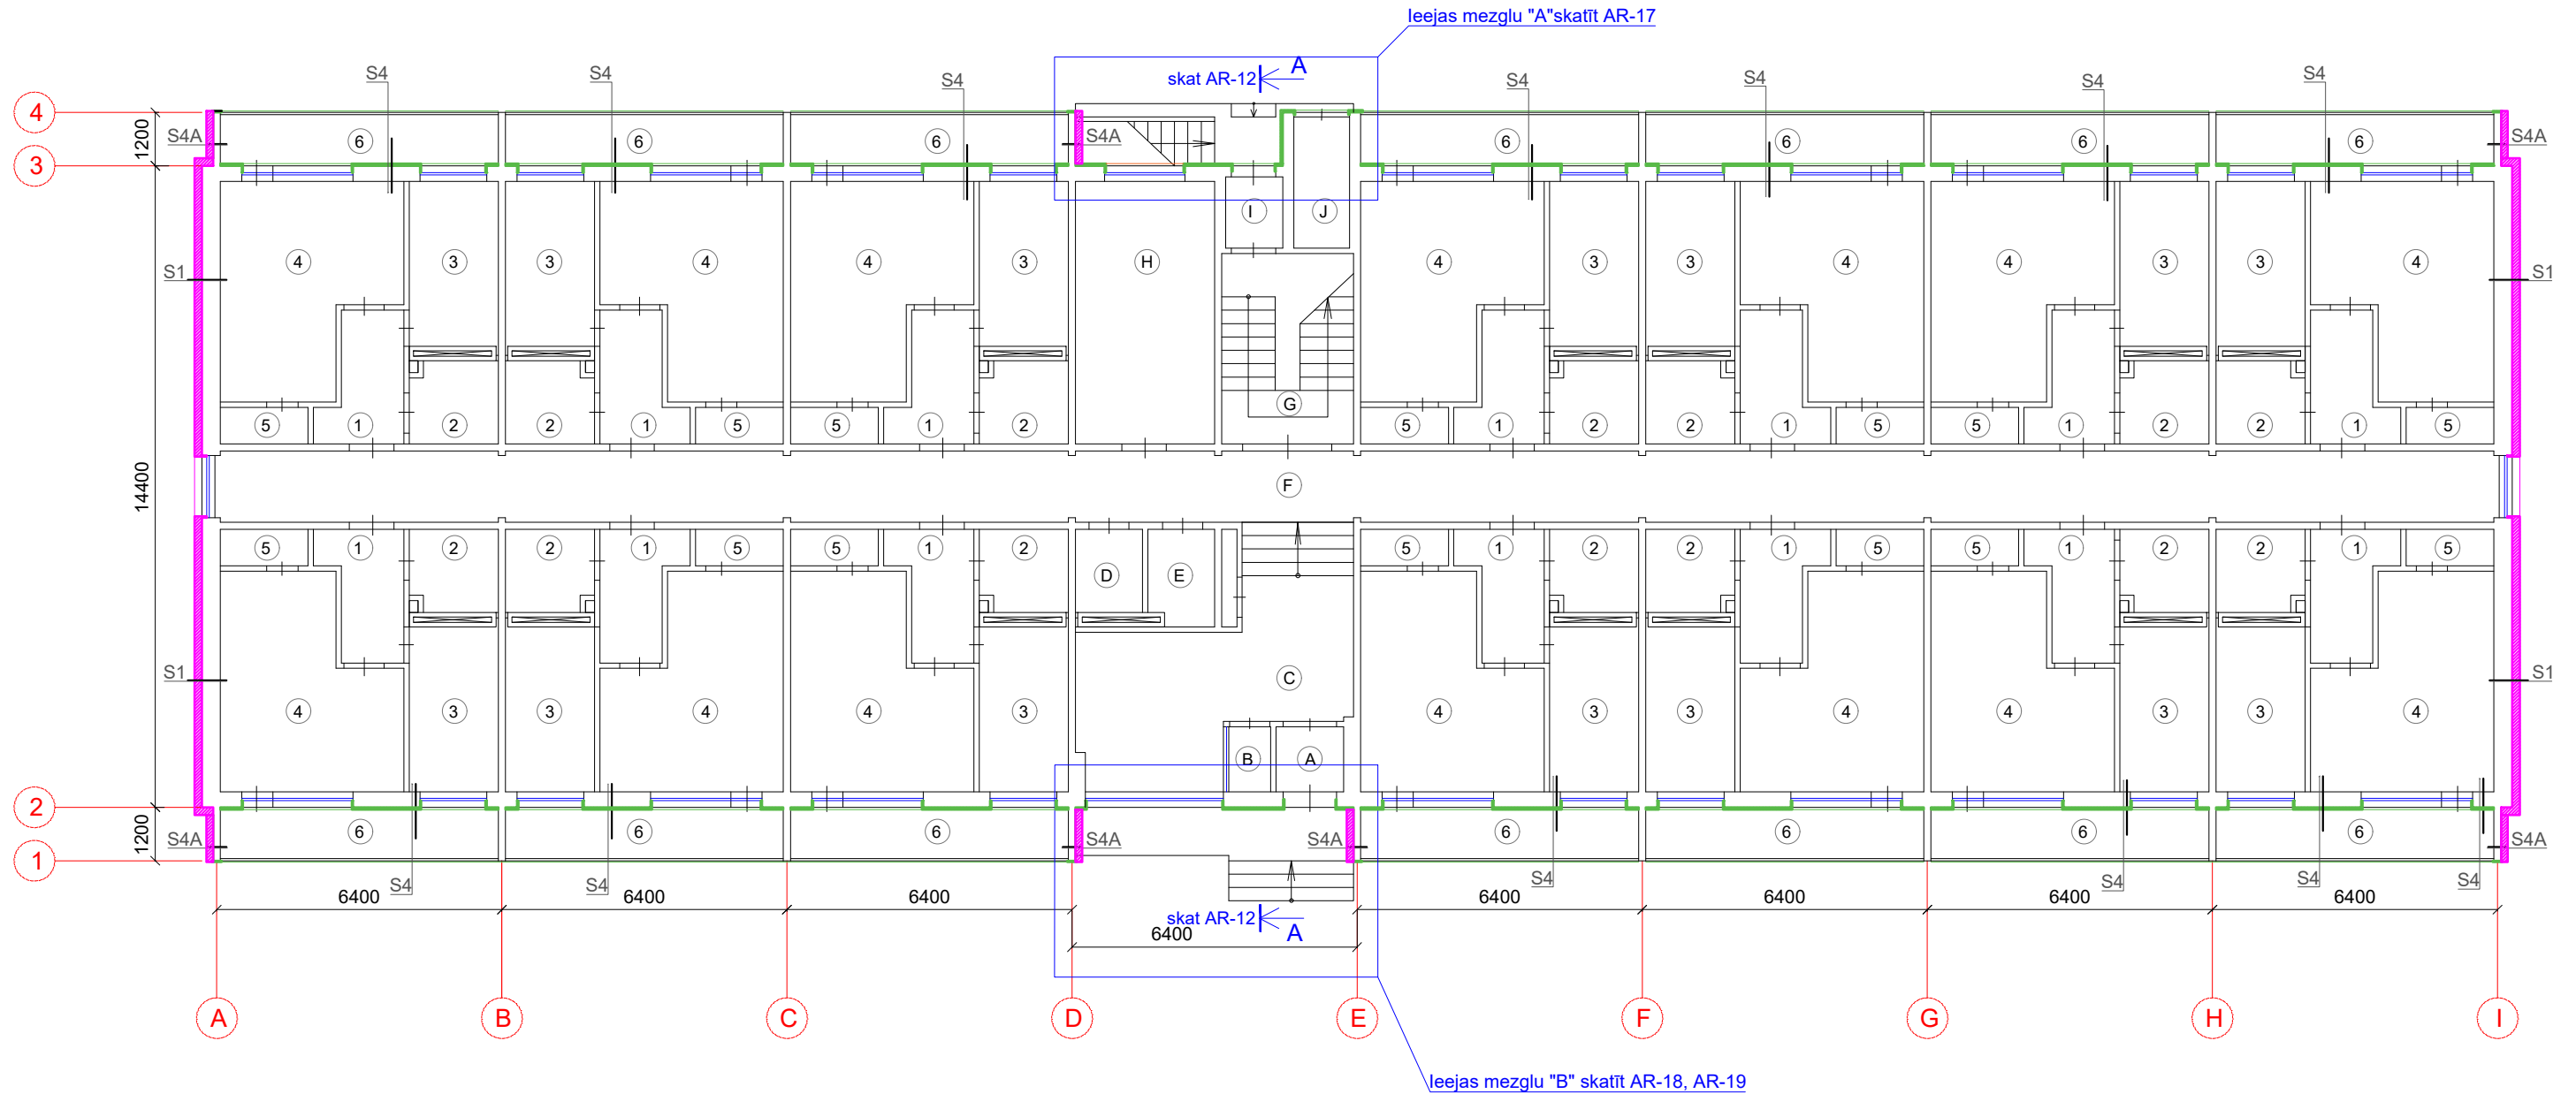 Ieejas mezglu "A"skatīt AR-17
skat AR-12 A
S4 S4 S4 S4 S4 S4 S4
4
1200
S4A 6 6 6 S4A 6 6 6 6 S4A
3
I J
4 3 3 4 4 3 H 4 3 3 4 4 3 3 4
S1 S1
G
5 1 2 2 1 5 5 1 2 5 1 2 2 1 5 5 1 2 2 1 5
14400
F
5 1 2 2 1 5 5 1 2 5 1 2 2 1 5 5 1 2 2 1 5
D E
S1 C S1
4 3 3 4 4 3 4 3 3 4 4 3 3 4
B A
2
1200
6 6 6 6 6 6 6
S4A S4A S4A S4A
1
S4 S4 S4 S4 S4 S4
6400 6400 6400 6400 6400 6400 6400
skat AR-12 A
6400
A B C D E F G H I
Ieejas mezglu "B" skatīt AR-18, AR-19